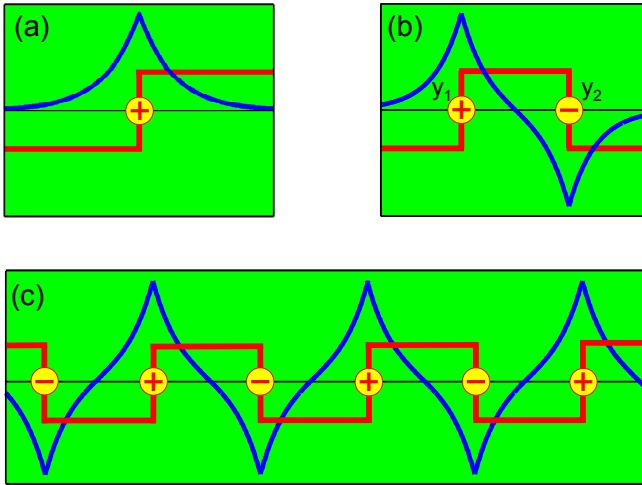 (a)
+
(b)
y₁
y₂
+
−
(c)
− + − + − +